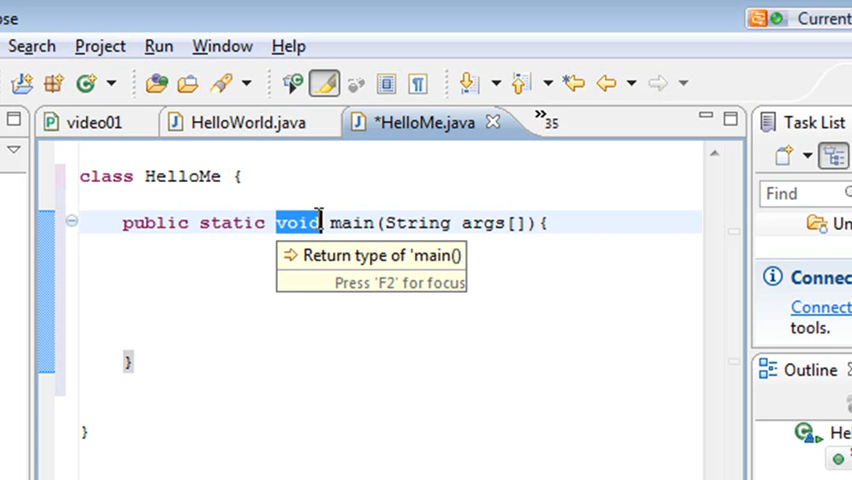 ose
Current
Search Project Run Window Help
video01 HelloWorld.java *HelloMe.java 35
Task List
class HelloMe {
Find
public static void main(String args[]){
Un
Return type of 'main()
Press 'F2' for focus
Connec
Connect
tools.
}
Outline
}
He